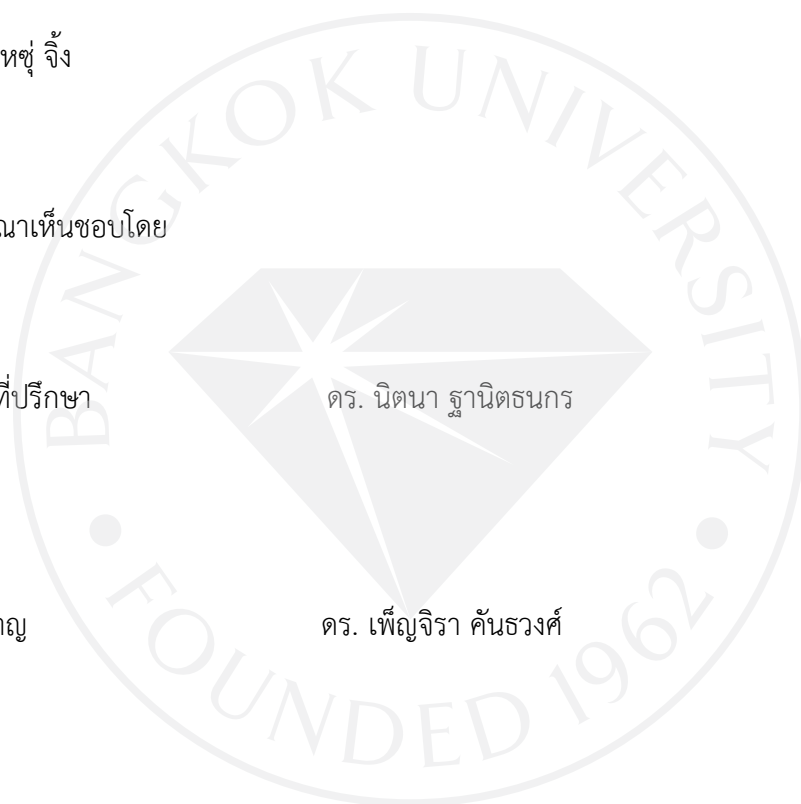 หซุ่ จิ้ง
ณาเห็นชอบโดย
ที่ปรึกษา ดร. นิตนา ฐานิตธนกร
าญ ดร. เพ็ญจิรา คันธวงศ์
BANGKOK UNIVERSITY
FOUNDED 1962